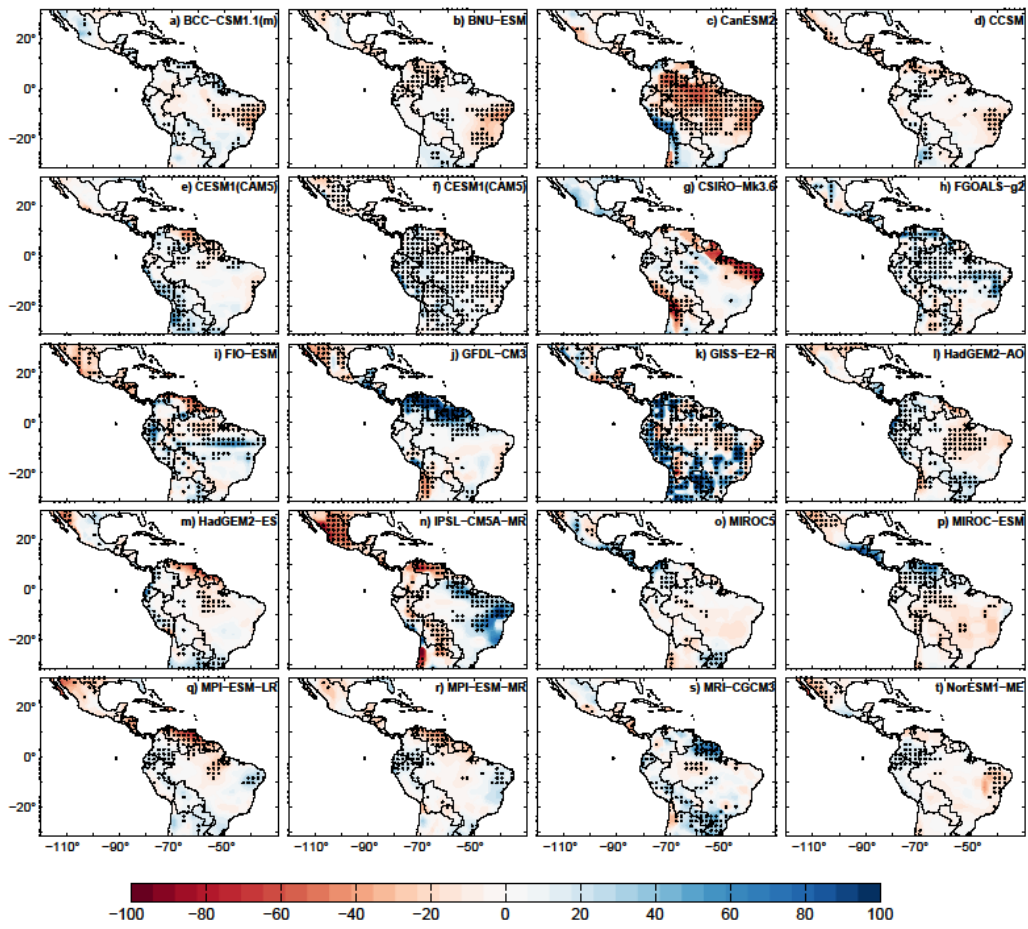 a) BCC−CSM1.1(m) b) BNU−ESM c) CanESM2 d) CCSM
20°
0°
−20°
e) CESM1(CAM5) f) CESM1(CAM5) g) CSIRO−Mk3.6 h) FGOALS−g2
20°
0°
−20°
i) FIO−ESM j) GFDL−CM3 k) GISS−E2−R l) HadGEM2−AO
20°
0°
−20°
m) HadGEM2−ES n) IPSL−CM5A−MR o) MIROC5 p) MIROC−ESM
20°
0°
−20°
q) MPI−ESM−LR r) MPI−ESM−MR s) MRI−CGCM3 t) NorESM1−ME
20°
0°
−20°
−110° −90° −70° −50° −110° −90° −70° −50° −110° −90° −70° −50° −110° −90° −70° −50°
−100 −80 −60 −40 −20 0 20 40 60 80 100